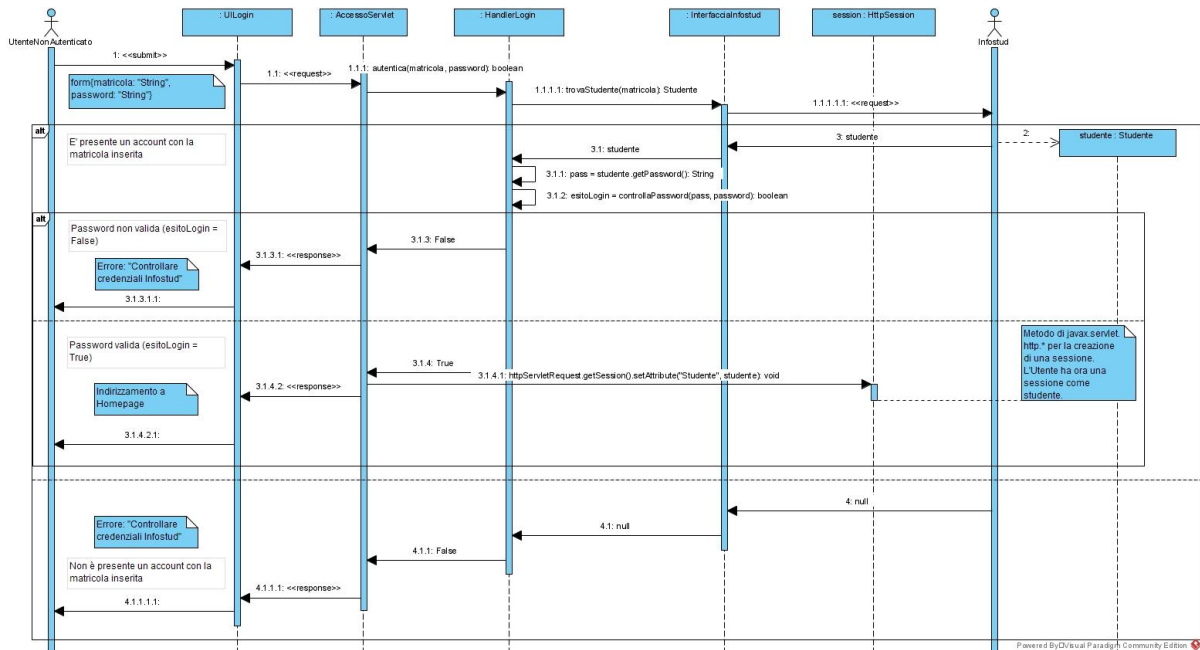 : UILogin
: AccessoServlet
: HandlerLogin
: InterfacciaInfostud
session : HttpSession
UtenteNonAutenticato
Infostud
1: <<submit>>
form{matricola: "String",
password: "String"}
1.1: <<request>>
1.1.1: autentica(matricola, password): boolean
1.1.1.1: trovaStudente(matricola): Studente
1.1.1.1.1: <<request>>
alt
E' presente un account con la
matricola inserita
2:
studente : Studente
3: studente
3.1: studente
3.1.1: pass = studente.getPassword(): String
3.1.2: esitoLogin = controllaPassword(pass, password): boolean
alt
Password non valida (esitoLogin =
False)
3.1.3: False
3.1.3.1: <<response>>
Errore: "Controllare
credenziali Infostud"
3.1.3.1.1:
Password valida (esitoLogin =
True)
Metodo di javax.servlet.
http.* per la creazione
di una sessione.
L'Utente ha ora una
sessione come
studente.
3.1.4: True
3.1.4.1: httpServletRequest.getSession().setAttribute("Studente", studente): void
3.1.4.2: <<response>>
Indirizzamento a
Homepage
3.1.4.2.1:
4: null
4.1: null
Errore: "Controllare
credenziali Infostud"
4.1.1: False
Non è presente un account con la
matricola inserita
4.1.1.1: <<response>>
4.1.1.1.1:
Powered By Visual Paradigm Community Edition